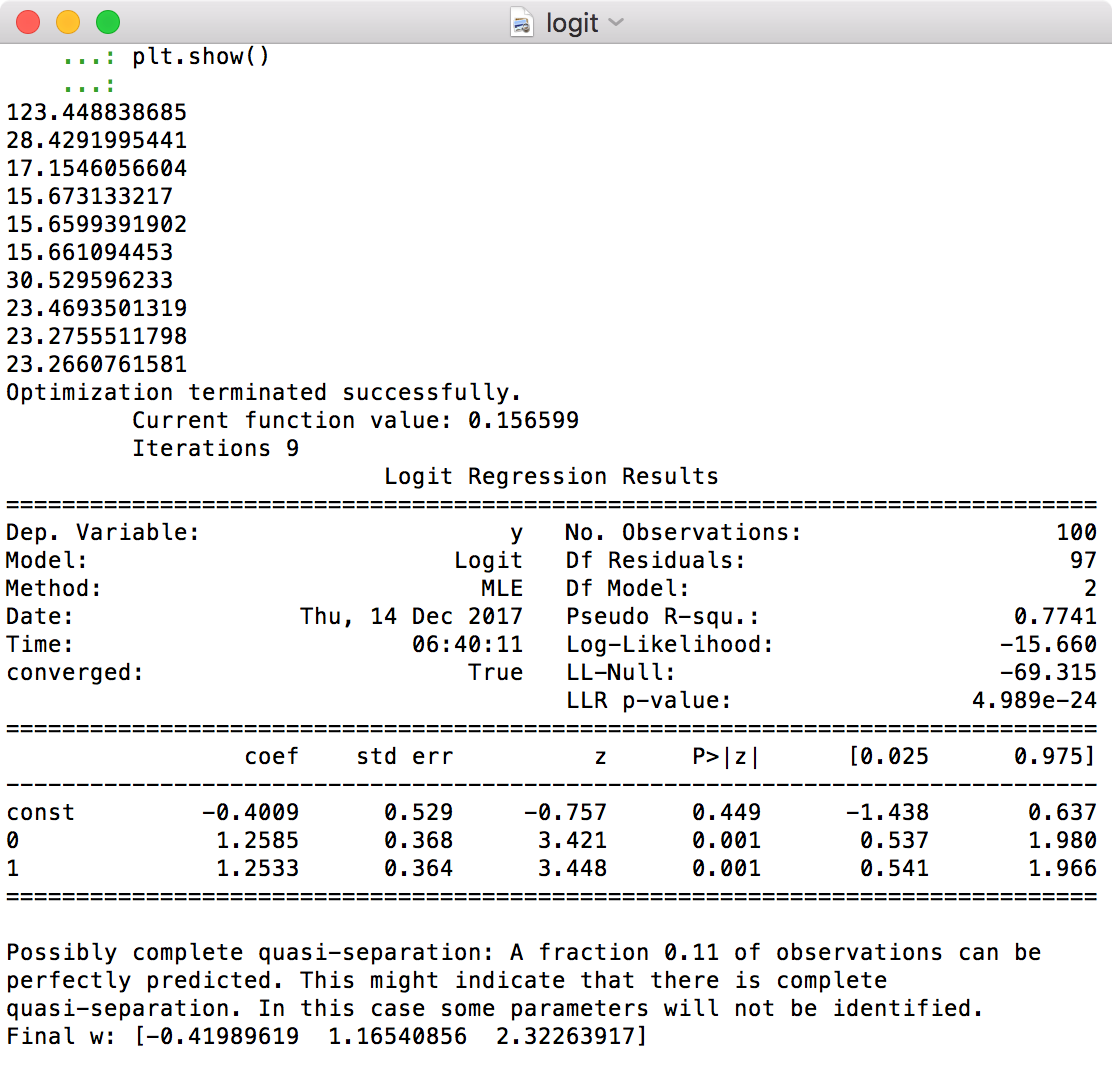 logit
...: plt.show()
...:
123.448838685
28.4291995441
17.1546056604
15.673133217
15.6599391902
15.661094453
30.529596233
23.4693501319
23.2755511798
23.2660761581
Optimization terminated successfully.
Current function value: 0.156599
Iterations 9
Logit Regression Results
==============================================================================
Dep. Variable: y No. Observations: 100
Model: Logit Df Residuals: 97
Method: MLE Df Model: 2
Date: Thu, 14 Dec 2017 Pseudo R-squ.: 0.7741
Time: 06:40:11 Log-Likelihood: -15.660
converged: True LL-Null: -69.315
LLR p-value: 4.989e-24
==============================================================================
coef std err z P>|z| [0.025 0.975]
------------------------------------------------------------------------------
const -0.4009 0.529 -0.757 0.449 -1.438 0.637
0 1.2585 0.368 3.421 0.001 0.537 1.980
1 1.2533 0.364 3.448 0.001 0.541 1.966
==============================================================================
Possibly complete quasi-separation: A fraction 0.11 of observations can be
perfectly predicted. This might indicate that there is complete
quasi-separation. In this case some parameters will not be identified.
Final w: [-0.41989619 1.16540856 2.32263917]